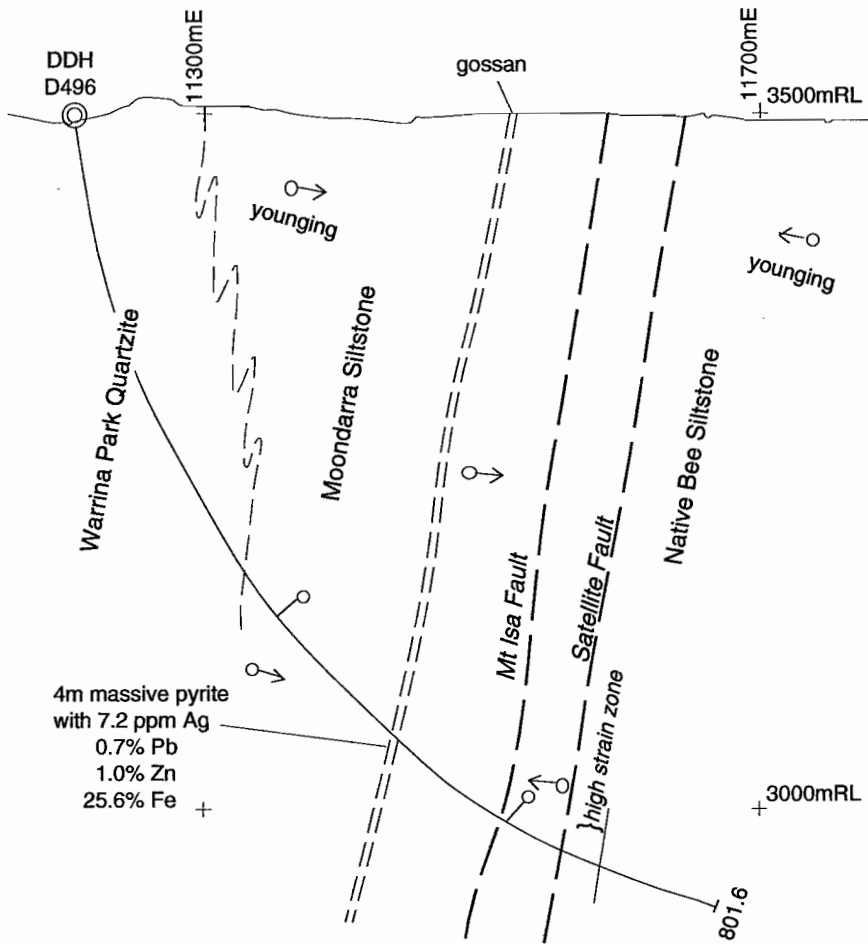 DDH
D496
11300mE
gossan
11700mE
3500mRL
younging
younging
Warrina Park Quartzite
Moondarra Siltstone
Native Bee Siltstone
Mt Isa Fault
Satellite Fault
high strain zone
4m massive pyrite
with 7.2 ppm Ag
0.7% Pb
1.0% Zn
25.6% Fe
3000mRL
801.6